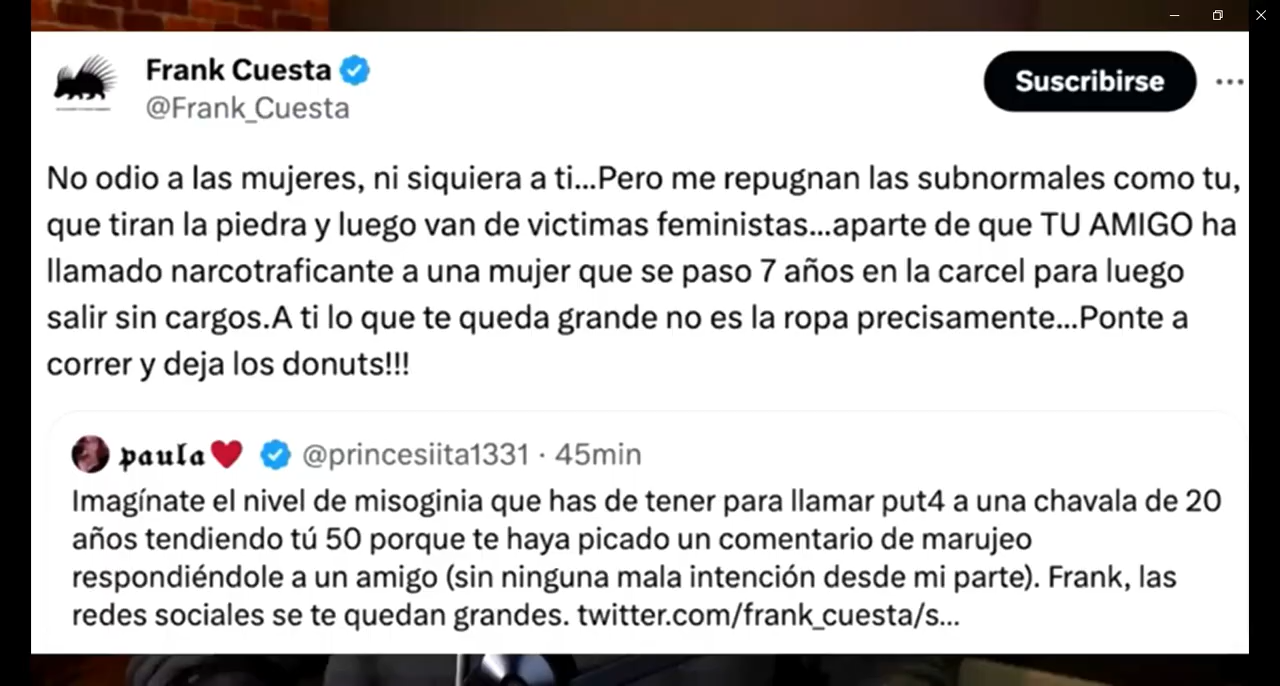 Frank Cuesta
@Frank_Cuesta
Suscribirse
No odio a las mujeres, ni siquiera a ti...Pero me repugnan las subnormales como tu,
que tiran la piedra y luego van de victimas feministas...aparte de que TU AMIGO ha
llamado narcotraficante a una mujer que se paso 7 años en la carcel para luego
salir sin cargos.A ti lo que te queda grande no es la ropa precisamente...Ponte a
correr y deja los donuts!!!
paula❤️ @princesiita1331 · 45min
Imagínate el nivel de misoginia que has de tener para llamar put4 a una chavala de 20
años tendiendo tú 50 porque te haya picado un comentario de marujeo
respondiéndole a un amigo (sin ninguna mala intención desde mi parte). Frank, las
redes sociales se te quedan grandes. twitter.com/frank_cuesta/s...